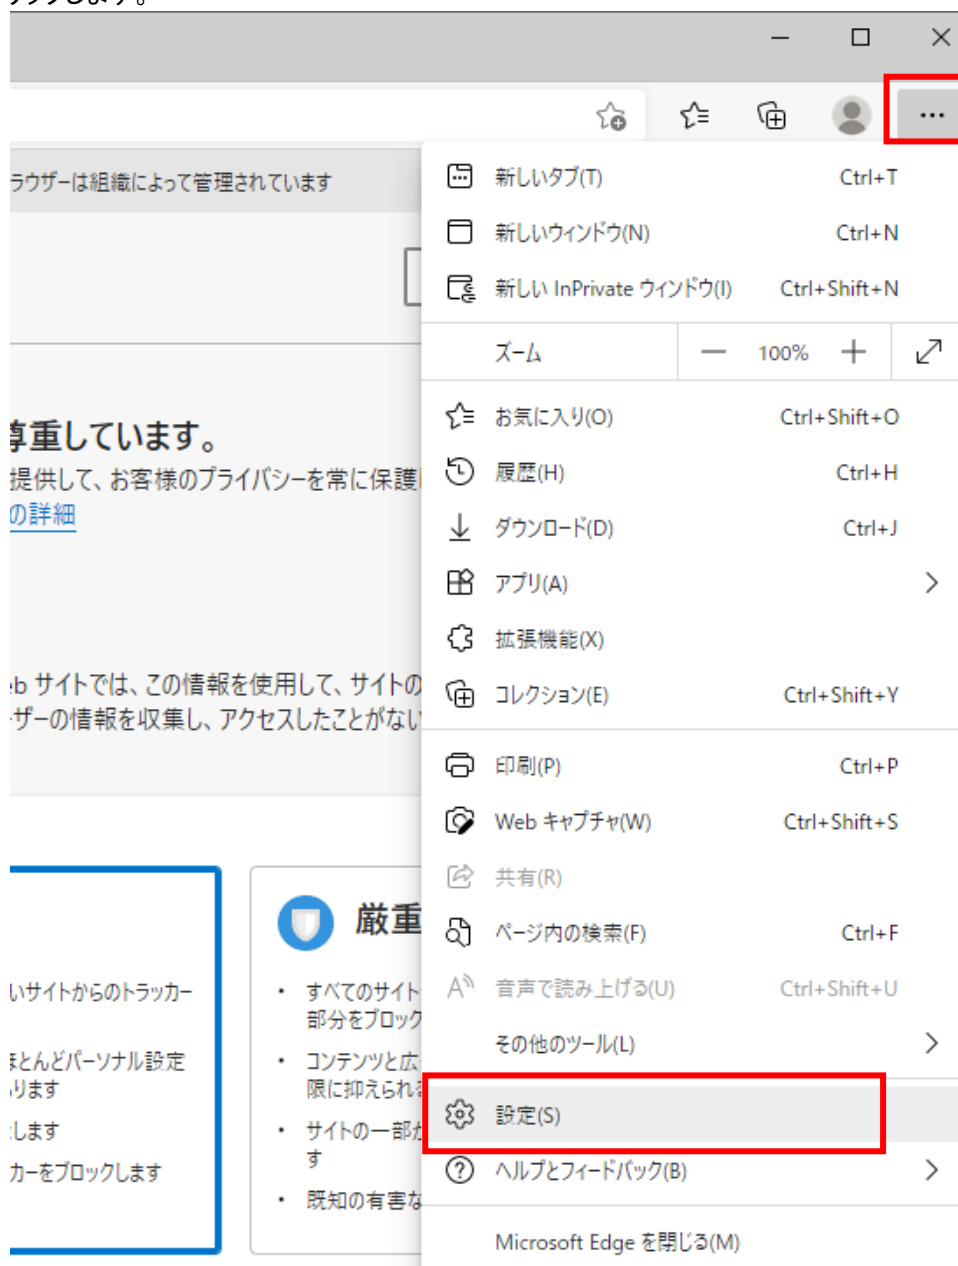 ックします。
ラウザーは組織によって管理されています
新しいタブ(T) Ctrl+T
新しいウィンドウ(N) Ctrl+N
新しい InPrivate ウィンドウ(I) Ctrl+Shift+N
ズーム 100%
お気に入り(O) Ctrl+Shift+O
履歴(H) Ctrl+H
ダウンロード(D) Ctrl+J
アプリ(A)
拡張機能(X)
コレクション(E) Ctrl+Shift+Y
印刷(P) Ctrl+P
Web キャプチャ(W) Ctrl+Shift+S
共有(R)
ページ内の検索(F) Ctrl+F
音声で読み上げる(U) Ctrl+Shift+U
その他のツール(L)
設定(S)
ヘルプとフィードバック(B)
Microsoft Edge を閉じる(M)
尊重しています。
提供して、お客様のプライバシーを常に保護
の詳細
eb サイトでは、この情報を使用して、サイトの
ーザーの情報を収集し、アクセスしたことがない
いサイトからのトラッカー
ほとんどパーソナル設定
ります
します
カーをブロックします
厳重
• すべてのサイト
部分をブロック
• コンテンツと広
限に抑えられ
• サイトの一部が
す
• 既知の有害な